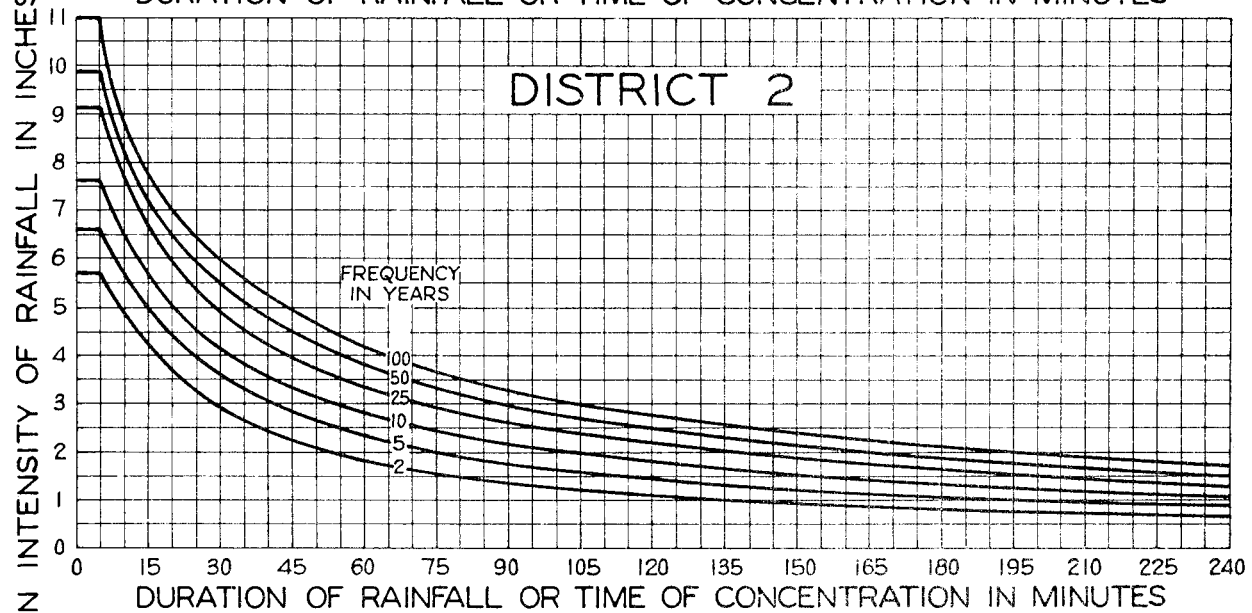 DURATION OF RAINFALL OR TIME OF CONCENTRATION IN MINUTES
N INTENSITY OF RAINFALL IN INCHES
11
10
9
8
7
6
5
4
3
2
1
0
DISTRICT 2
FREQUENCY
IN YEARS
100
50
25
10
5
2
0 15 30 45 60 75 90 105 120 135 150 165 180 195 210 225 240
DURATION OF RAINFALL OR TIME OF CONCENTRATION IN MINUTES